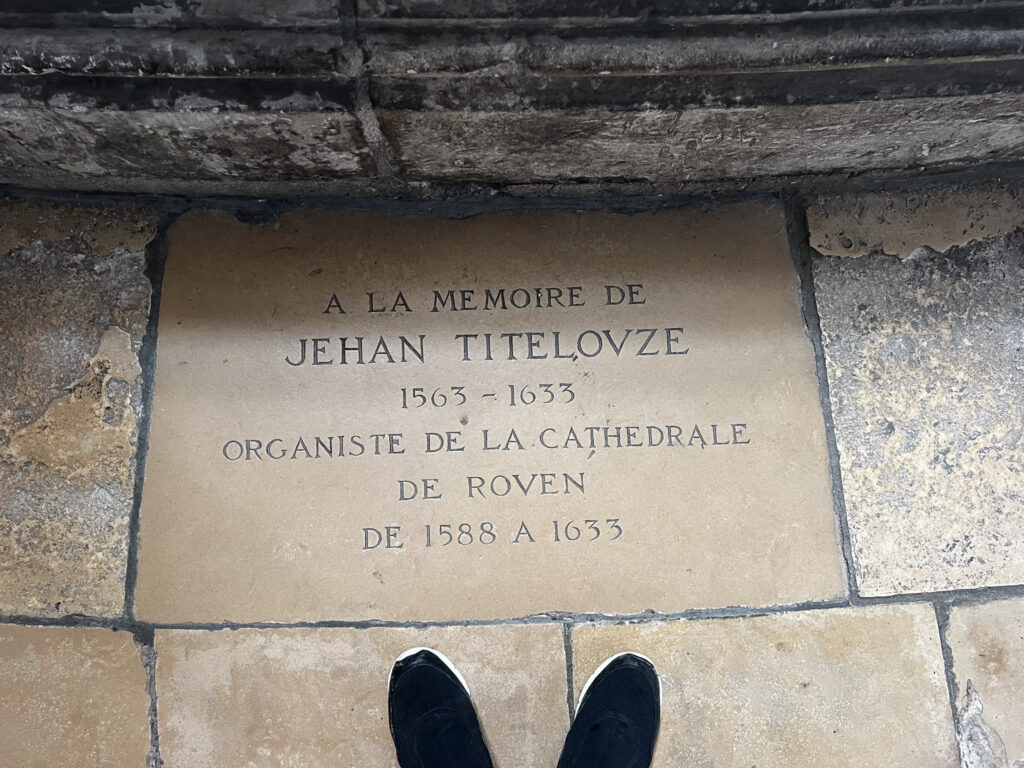 A LA MEMOIRE DE
JEHAN TITELOVZE
1563 - 1633
ORGANISTE DE LA CATHEDRALE
DE ROVEN
DE 1588 A 1633